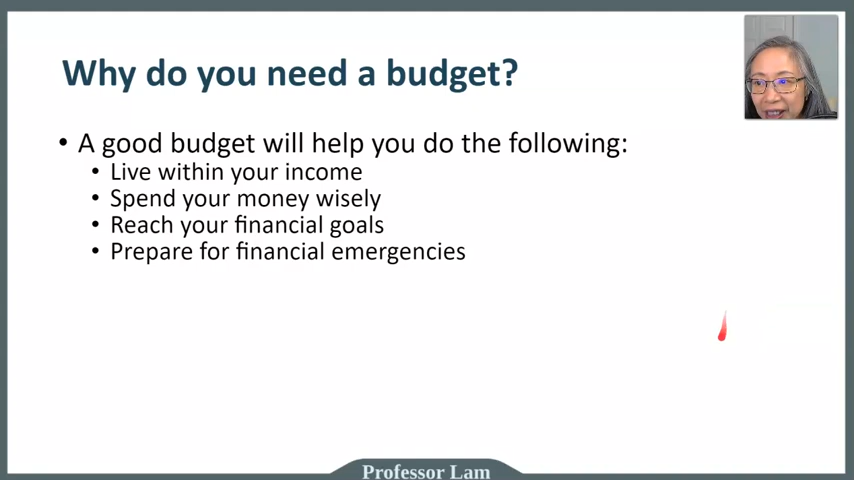 Why do you need a budget?
• A good budget will help you do the following:
• Live within your income
• Spend your money wisely
• Reach your financial goals
• Prepare for financial emergencies
Professor Lam